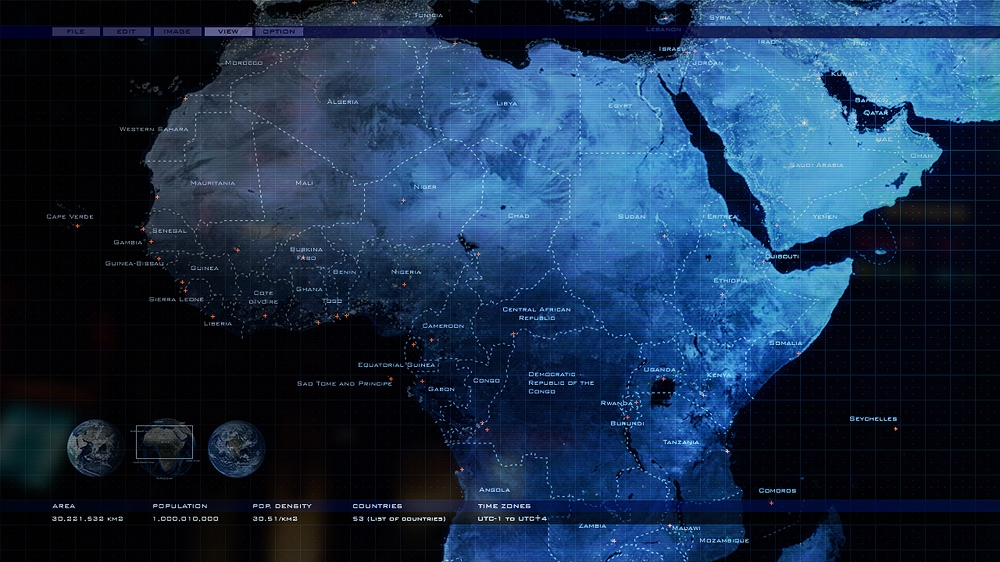 TUNISIA
SYRIA
FILE EDIT IMAGE VIEW OPTION
LEBANON
IRAQ
IRAN
ISRAEL
MOROCCO
JORDAN
KUWAIT
ALGERIA
LIBYA
EGYPT
BAHRAIN
QATAR
WESTERN SAHARA
UAE
OMAN
SAUDI ARABIA
MAURITANIA
MALI
NIGER
CAPE VERDE
CHAD
SUDAN
ERITREA
YEMEN
SENEGAL
GAMBIA
BURKINA
FASO
DJIBOUTI
GUINEA-BISSAU
GUINEA
BENIN
NIGERIA
ETHIOPIA
GHANA
COTE
D'IVOIRE
TOGO
SIERRA LEONE
LIBERIA
CENTRAL AFRICAN
REPUBLIC
CAMEROON
SOMALIA
EQUATORIAL GUINEA
UGANDA
KENYA
SAO TOME AND PRINCIPE
GABON
CONGO
DEMOCRATIC
REPUBLIC OF THE
CONGO
RWANDA
BURUNDI
SEYCHELLES
TANZANIA
ANGOLA
COMOROS
AREA POPULATION POP. DENSITY COUNTRIES TIME ZONES
30,221,532 KM2 1,000,010,000 30.51/KM2 53 (LIST OF COUNTRIES) UTC-1 TO UTC+4
ZAMBIA
MALAWI
MOZAMBIQUE